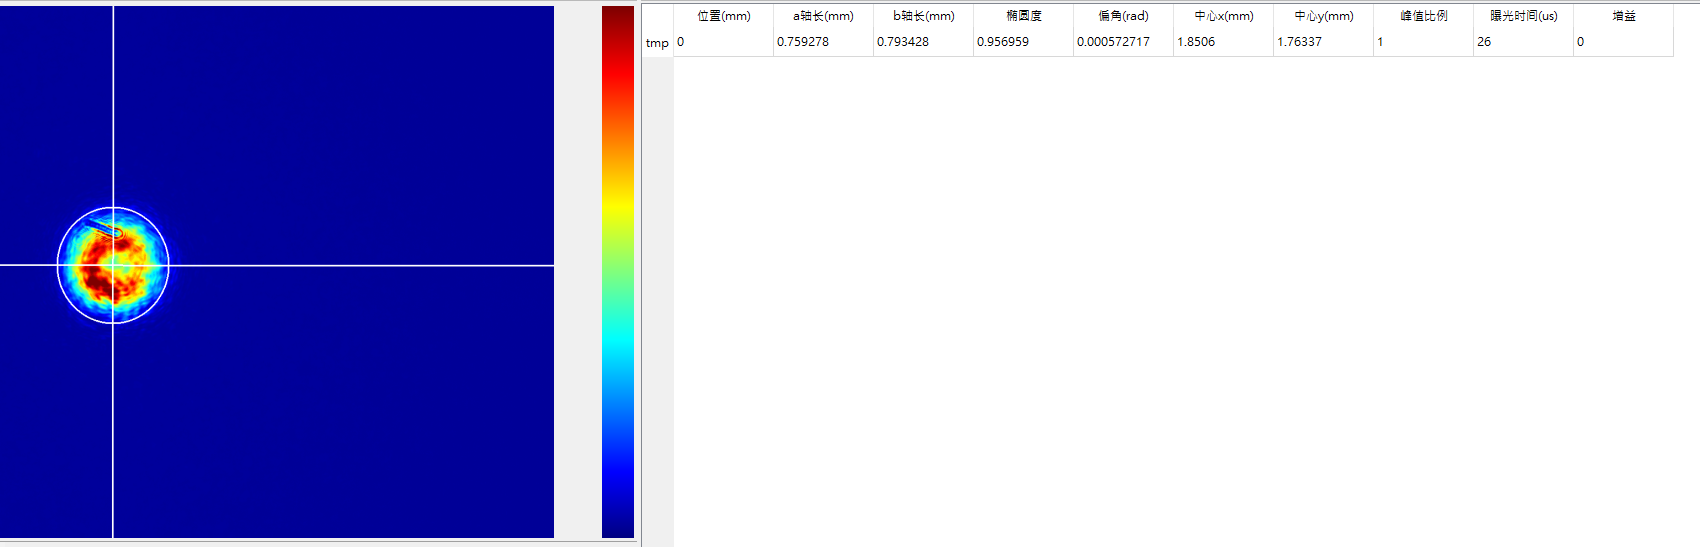 位置(mm) a轴长(mm) b轴长(mm) 椭圆度 偏角(rad) 中心x(mm) 中心y(mm) 峰值比例 曝光时间(us) 增益
tmp 0 0.759278 0.793428 0.956959 0.000572717 1.8506 1.76337 1 26 0